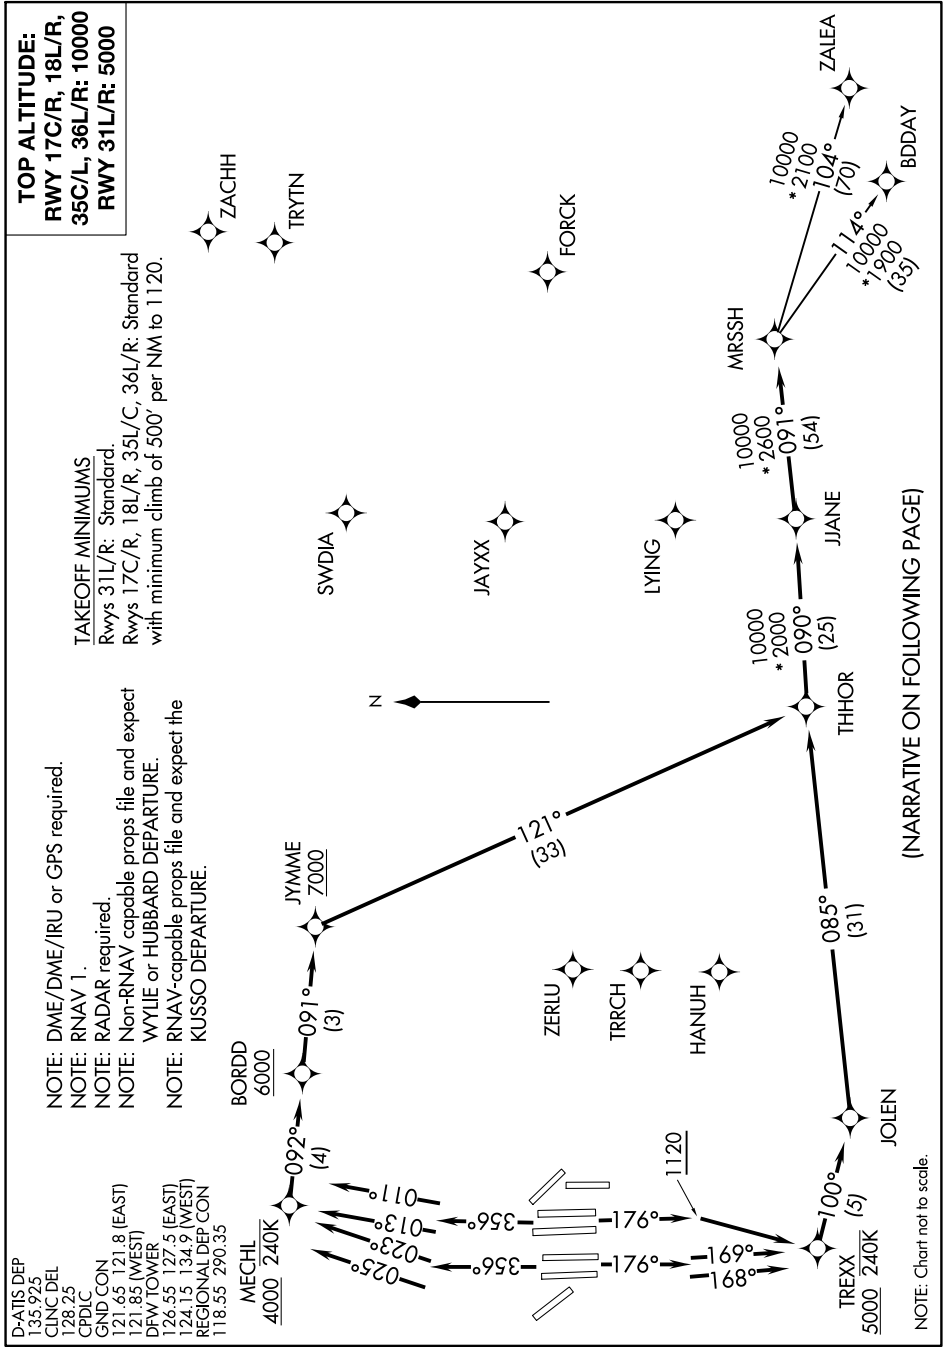 TOP ALTITUDE:
RWY 17C/R, 18L/R,
35C/L, 36L/R: 10000
RWY 31L/R: 5000
D-ATIS DEP
135.925
CLNC DEL
128.25
CPDLC
GND CON
121.65 121.8 (EAST)
121.85 (WEST)
DFW TOWER
126.55 127.5 (EAST)
124.15 134.9 (WEST)
REGIONAL DEP CON
118.55 290.35
NOTE: DME/DME/IRU or GPS required.
NOTE: RNAV 1.
NOTE: RADAR required.
NOTE: Non-RNAV capable props file and expect
WYLIE or HUBBARD DEPARTURE.
NOTE: RNAV-capable props file and expect the
KUSSO DEPARTURE.
TAKEOFF MINIMUMS
Rwys 31L/R: Standard.
Rwys 17C/R, 18L/R, 35L/C, 36L/R: Standard
with minimum climb of 500' per NM to 1120.
ZACHH
TRYTN
FORCK
SWDIA
JAYXX
LYING
N
MECHL
4000 240K
092°
(4)
BORDD
6000
091°
(3)
JYMME
7000
121°
(33)
011°
013°
023°
025°
356°
356°
176°
176°
169°
168°
1120
ZERLU
TRRCH
HANUH
TREXX
5000 240K
100°
(5)
JOLEN
085°
(31)
THHOR
10000
*2000
090°
(25)
JJANE
10000
*2600
091°
(54)
MRSSH
10000
*2100
104°
(70)
ZALEA
114°
10000
*1900
(35)
BDDAY
(NARRATIVE ON FOLLOWING PAGE)
NOTE: Chart not to scale.